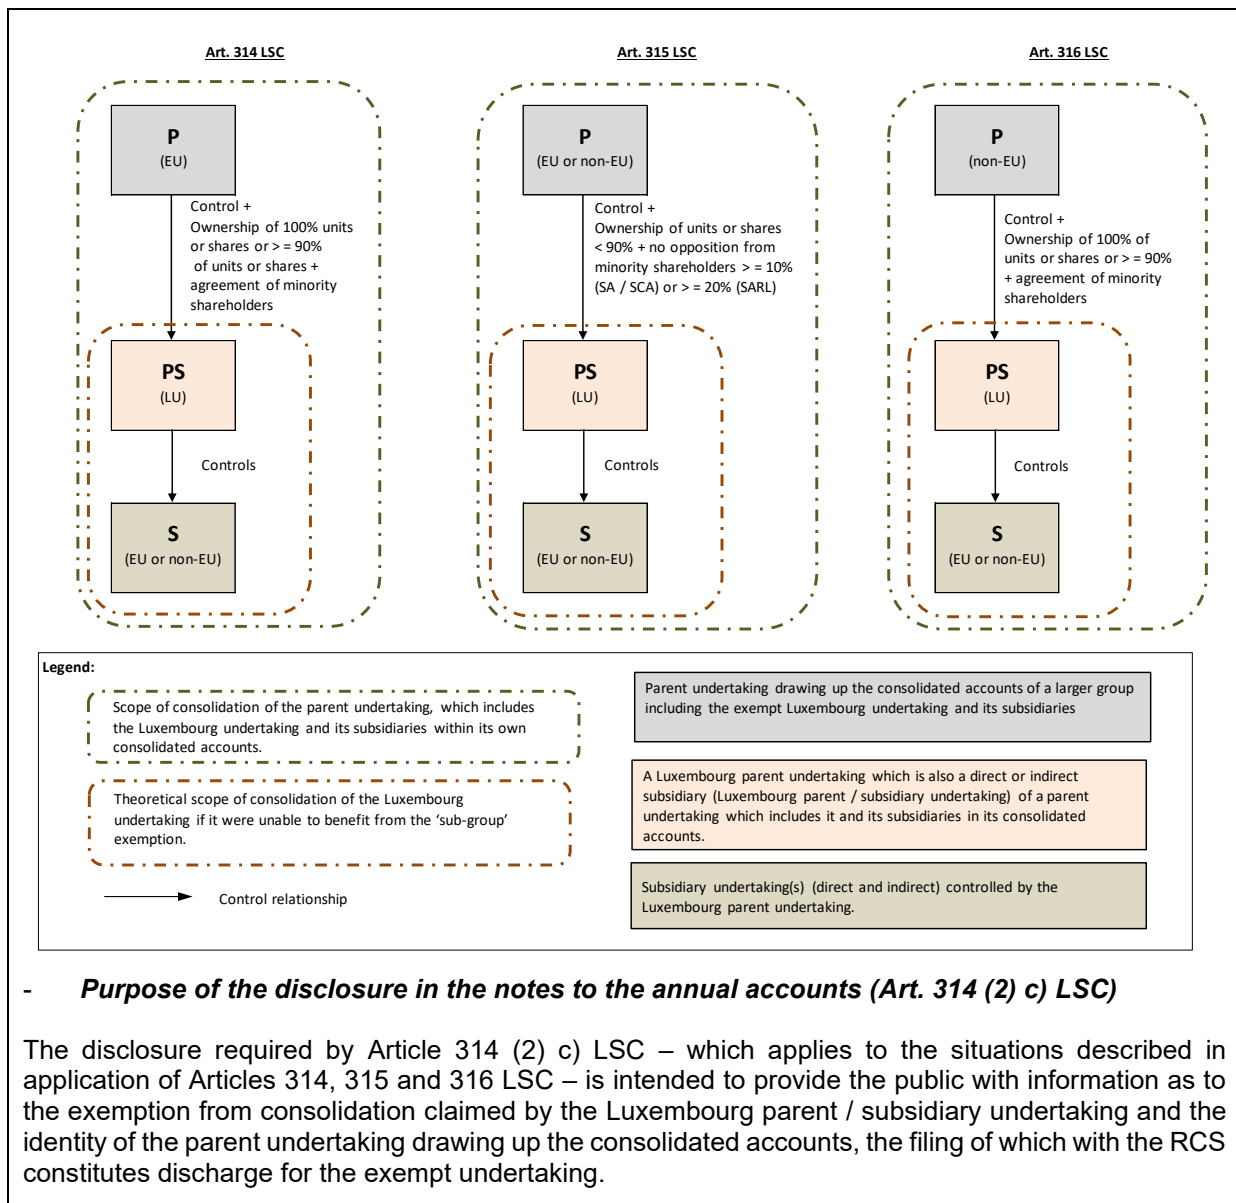 Art. 314 LSC
P
(EU)
Control +
Ownership of 100% units
or shares or > = 90%
of units or shares +
agreement of minority
shareholders
PS
(LU)
Controls
S
(EU or non-EU)
Art. 315 LSC
P
(EU or non-EU)
Control +
Ownership of units or shares
< 90% + no opposition from
minority shareholders > = 10%
(SA / SCA) or > = 20% (SARL)
PS
(LU)
Controls
S
(EU or non-EU)
Art. 316 LSC
P
(non-EU)
Control +
Ownership of 100% of
units or shares or > = 90%
+ agreement of minority
shareholders
PS
(LU)
Controls
S
(EU or non-EU)
Legend:
Scope of consolidation of the parent undertaking, which includes
the Luxembourg undertaking and its subsidiaries within its own
consolidated accounts.
Theoretical scope of consolidation of the Luxembourg
undertaking if it were unable to benefit from the ‘sub-group’
exemption.
Control relationship
Parent undertaking drawing up the consolidated accounts of a larger group
including the exempt Luxembourg undertaking and its subsidiaries
A Luxembourg parent undertaking which is also a direct or indirect
subsidiary (Luxembourg parent / subsidiary undertaking) of a parent
undertaking which includes it and its subsidiaries in its consolidated
accounts.
Subsidiary undertaking(s) (direct and indirect) controlled by the
Luxembourg parent undertaking.
- Purpose of the disclosure in the notes to the annual accounts (Art. 314 (2) c) LSC)
The disclosure required by Article 314 (2) c) LSC – which applies to the situations described in
application of Articles 314, 315 and 316 LSC – is intended to provide the public with information as to
the exemption from consolidation claimed by the Luxembourg parent / subsidiary undertaking and the
identity of the parent undertaking drawing up the consolidated accounts, the filing of which with the RCS
constitutes discharge for the exempt undertaking.